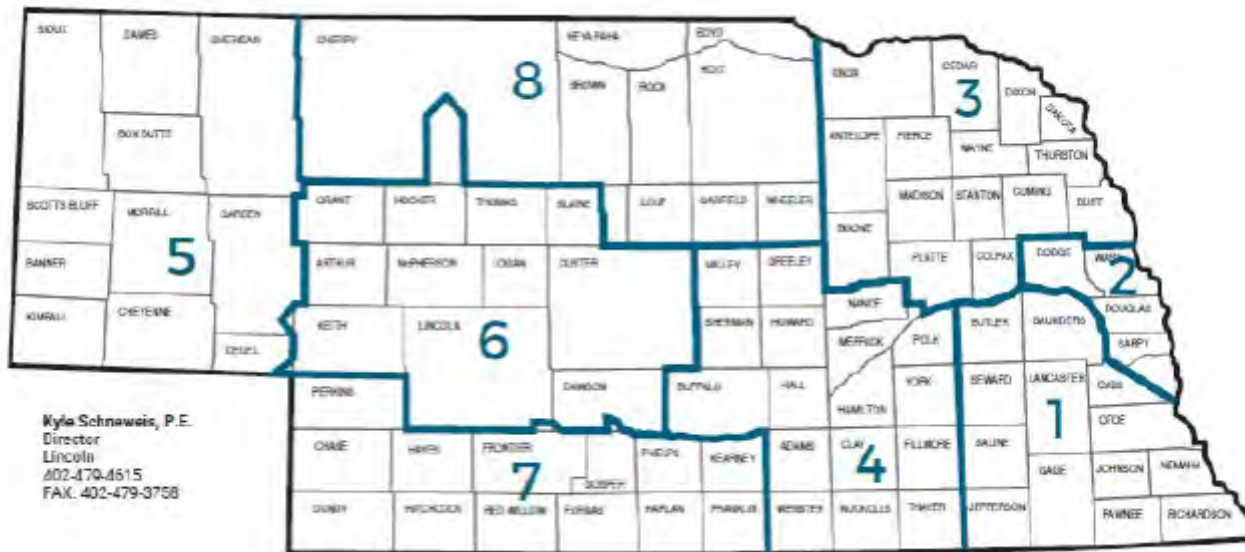 SIOUX
DAWES
SHERIDAN
CHERRY
KEYA PAHA
BOYD
KNOX
CEDAR
8
3
BROWN
ROCK
HOLT
DIXON
DAKOTA
BOX BUTTE
ANTELOPE
PIERCE
WAYNE
THURSTON
SCOTTS BLUFF
MORRILL
GARDEN
GRANT
HOOKER
THOMAS
BLAINE
LOUP
GARFIELD
WHEELER
MADISON
STANTON
CUMING
BURT
BOONE
5
BANNER
ARTHUR
McPHERSON
LOGAN
CUSTER
VALLEY
GREELEY
PLATTE
COLFAX
DODGE
WASH
2
KIMBALL
CHEYENNE
KEITH
LINCOLN
6
SHERMAN
HOWARD
NANCE
MERRICK
POLK
BUTLER
SAUNDERS
DOUGLAS
SARPY
DEUEL
PERKINS
DAWSON
BUFFALO
HALL
HAMILTON
YORK
SEWARD
LANCASTER
CASS
1
OTOE
Kyle Schneweis, P.E.
Director
Lincoln
402-479-4615
FAX: 402-479-3758
CHASE
HAYES
FRONTIER
7
GOSPER
PHELPS
KEARNEY
ADAMS
CLAY
4
FILLMORE
SALINE
GAGE
JOHNSON
NEMAHA
DUNDY
HITCHCOCK
RED WILLOW
FURNAS
HARLAN
FRANKLIN
WEBSTER
NUCKOLLS
THAYER
JEFFERSON
PAWNEE
RICHARDSON